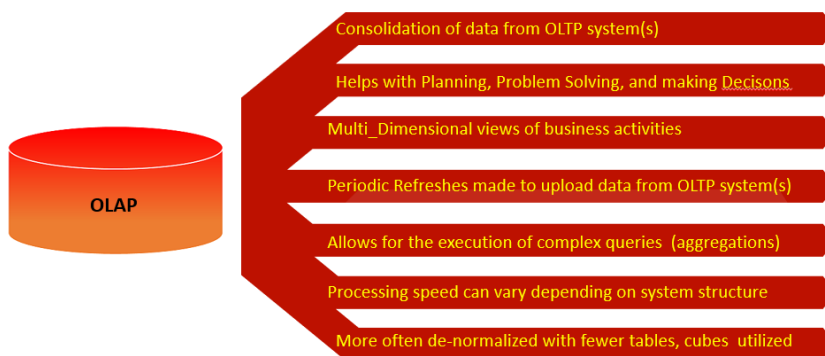 Consolidation of data from OLTP system(s)
Helps with Planning, Problem Solving, and making Decisons
Multi_Dimensional views of business activities
OLAP
Periodic Refreshes made to upload data from OLTP system(s)
Allows for the execution of complex queries  (aggregations)
Processing speed can vary depending on system structure
More often de-normalized with fewer tables, cubes  utilized